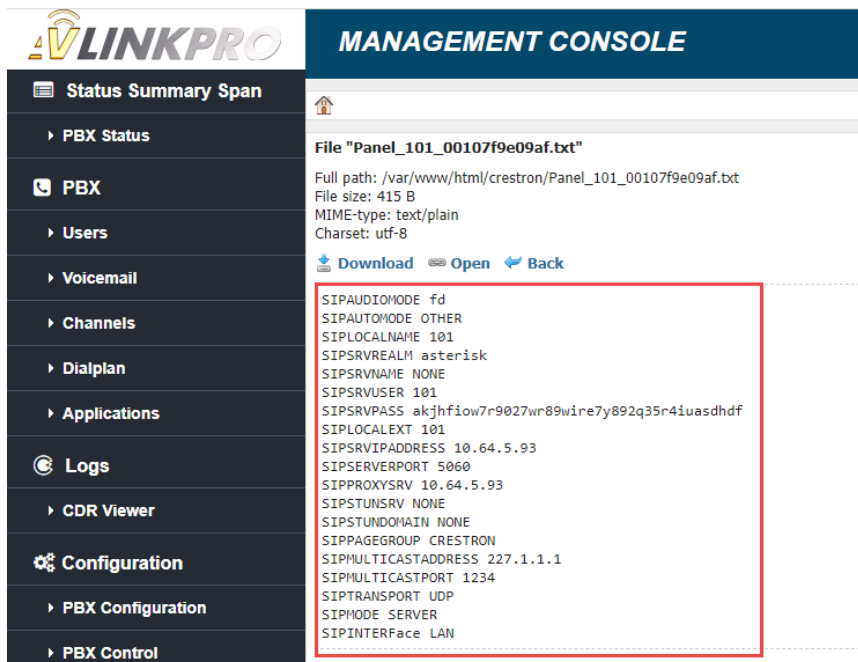 AVLINKPRO
MANAGEMENT CONSOLE
Status Summary Span
PBX Status
PBX
Users
Voicemail
Channels
Dialplan
Applications
Logs
CDR Viewer
Configuration
PBX Configuration
PBX Control
File "Panel_101_00107f9e09af.txt"
Full path: /var/www/html/crestron/Panel_101_00107f9e09af.txt
File size: 415 B
MIME-type: text/plain
Charset: utf-8
Download Open Back
SIPAUDIOMODE fd
SIPAUTOMODE OTHER
SIPLOCALNAME 101
SIPSRVREALM asterisk
SIPSRVNAME NONE
SIPSRVUSER 101
SIPSRVPASS akjhfiow7r9027wr89wire7y892q35r4iuasdhdf
SIPLOCALEXT 101
SIPSRVIPADDRESS 10.64.5.93
SIPSERVERPORT 5060
SIPPROXYSRV 10.64.5.93
SIPSTUNSRV NONE
SIPSTUNDOMAIN NONE
SIPPAGEGROUP CRESTRON
SIPMULTICASTADDRESS 227.1.1.1
SIPMULTICASTPORT 1234
SIPTRANSPORT UDP
SIPMODE SERVER
SIPINTERFace LAN